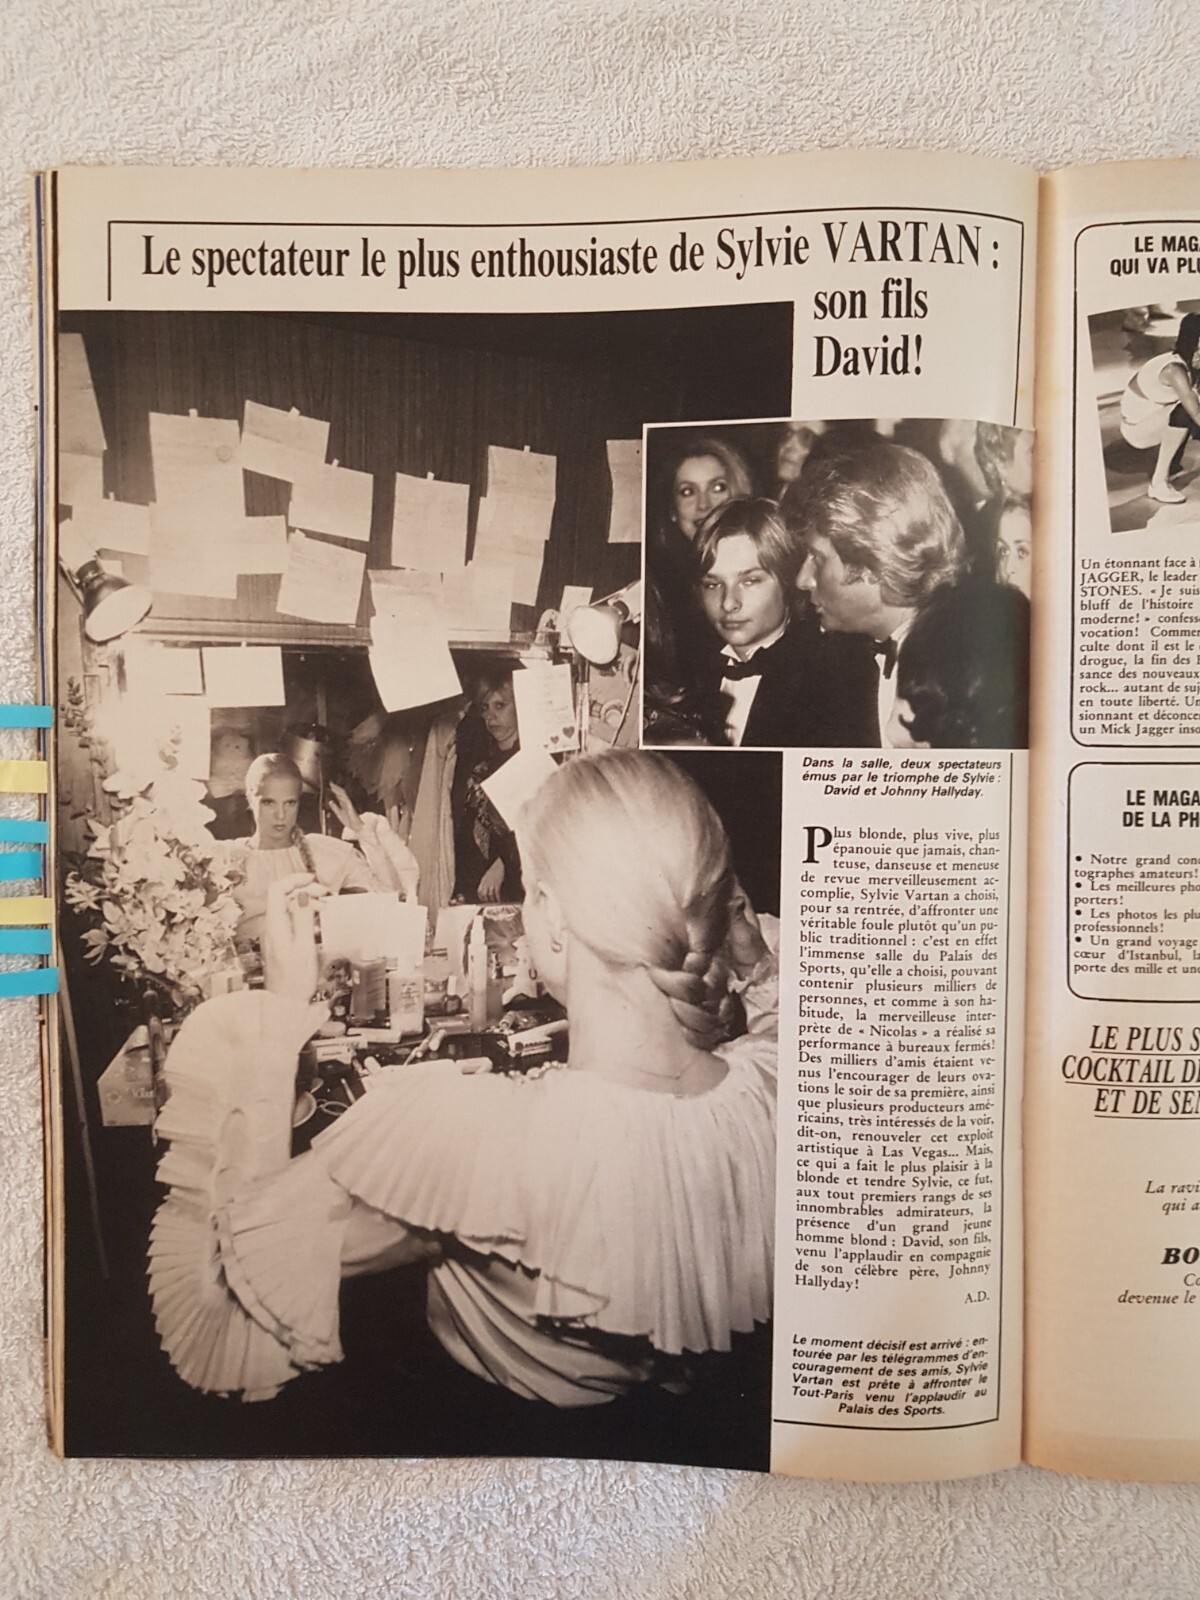 Le spectateur le plus enthousiaste de Sylvie VARTAN :
son fils
David!
Dans la salle, deux spectateurs
émus par le triomphe de Sylvie :
David et Johnny Hallyday.
Plus blonde, plus vive, plus
épanouie que jamais, chan-
teuse, danseuse et meneuse
de revue merveilleusement ac-
complie, Sylvie Vartan a choisi,
pour sa rentrée, d'affronter une
véritable foule plutôt qu'un pu-
blic traditionnel : c'est en effet
l'immense salle du Palais des
Sports, qu'elle a choisi, pouvant
contenir plusieurs milliers de
personnes, et comme à son ha-
bitude, la merveilleuse inter-
prète de « Nicolas » a réalisé sa
performance à bureaux fermés!
Des milliers d'amis étaient ve-
nus l'encourager de leurs ova-
tions le soir de sa première, ainsi
que plusieurs producteurs amé-
ricains, très intéressés de la voir,
dit-on, renouveler cet exploit
artistique à Las Vegas... Mais,
ce qui a fait le plus plaisir à la
blonde et tendre Sylvie, ce fut,
aux tout premiers rangs de ses
innombrables admirateurs, la
présence d'un grand jeune
homme blond : David, son fils,
venu l'applaudir en compagnie
de son célèbre père, Johnny
Hallyday!
A.D.
Le moment décisif est arrivé : en-
tourée par les télégrammes d'en-
couragement de ses amis, Sylvie
Vartan est prête à affronter le
Tout-Paris venu l'applaudir au
Palais des Sports.
LE MAGA
QUI VA PLU
Un étonnant face à
JAGGER, le leader
STONES. « Je suis
bluff de l'histoire
moderne! » confess
vocation! Comme
culte dont il est le
drogue, la fin des
sance des nouveaux
rock... autant de suj
en toute liberté. Un
sionnant et déconce
un Mick Jagger inso
LE MAGA
DE LA PH
• Notre grand conc
tographes amateurs!
• Les meilleures pho
porters!
• Les photos les plu
professionnels!
• Un grand voyage
cœur d'Istanbul, la
porte des mille et une
LE PLUS S
COCKTAIL DE
ET DE SEN
La ravi
qui a
BO
Co
devenue le